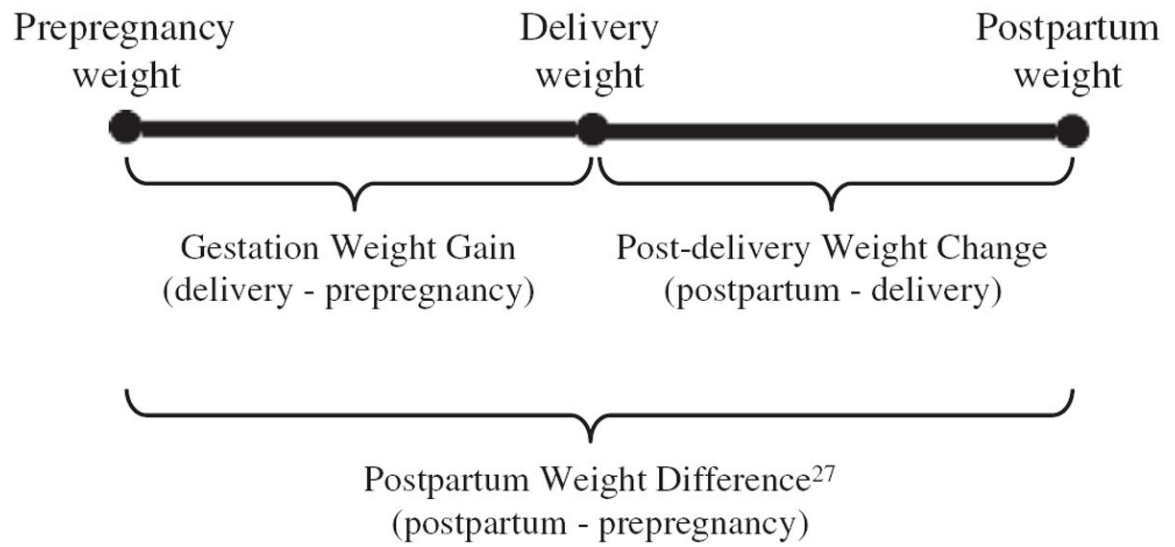 Prepregnancy
weight
Delivery
weight
Postpartum
weight
Gestation Weight Gain
(delivery - prepregnancy)
Post-delivery Weight Change
(postpartum - delivery)
Postpartum Weight Difference²⁷
(postpartum - prepregnancy)